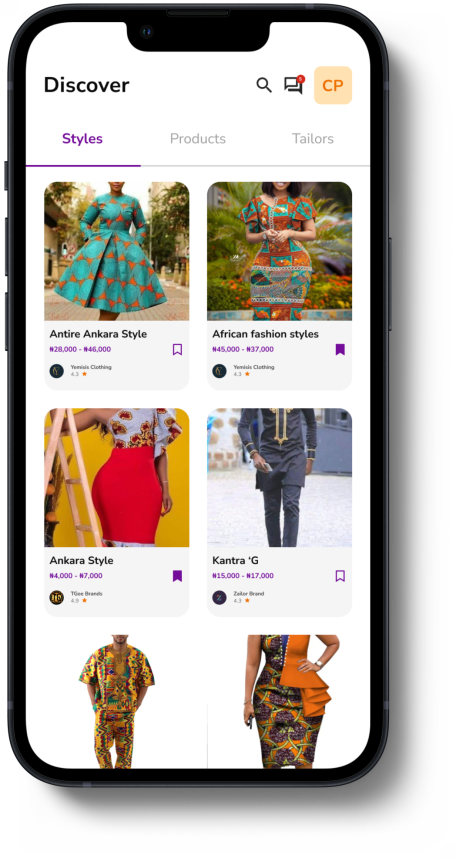 Discover
CP
Styles
Products
Tailors
Antire Ankara Style
₦28,000 - ₦46,000
Yemisis Clothing
4.3
African fashion styles
₦45,000 - ₦37,000
Yemisis Clothing
4.3
Ankara Style
₦4,000 - ₦7,000
TGee Brands
4.9
Kantra ‘G
₦15,000 - ₦17,000
Zailor Brand
4.3